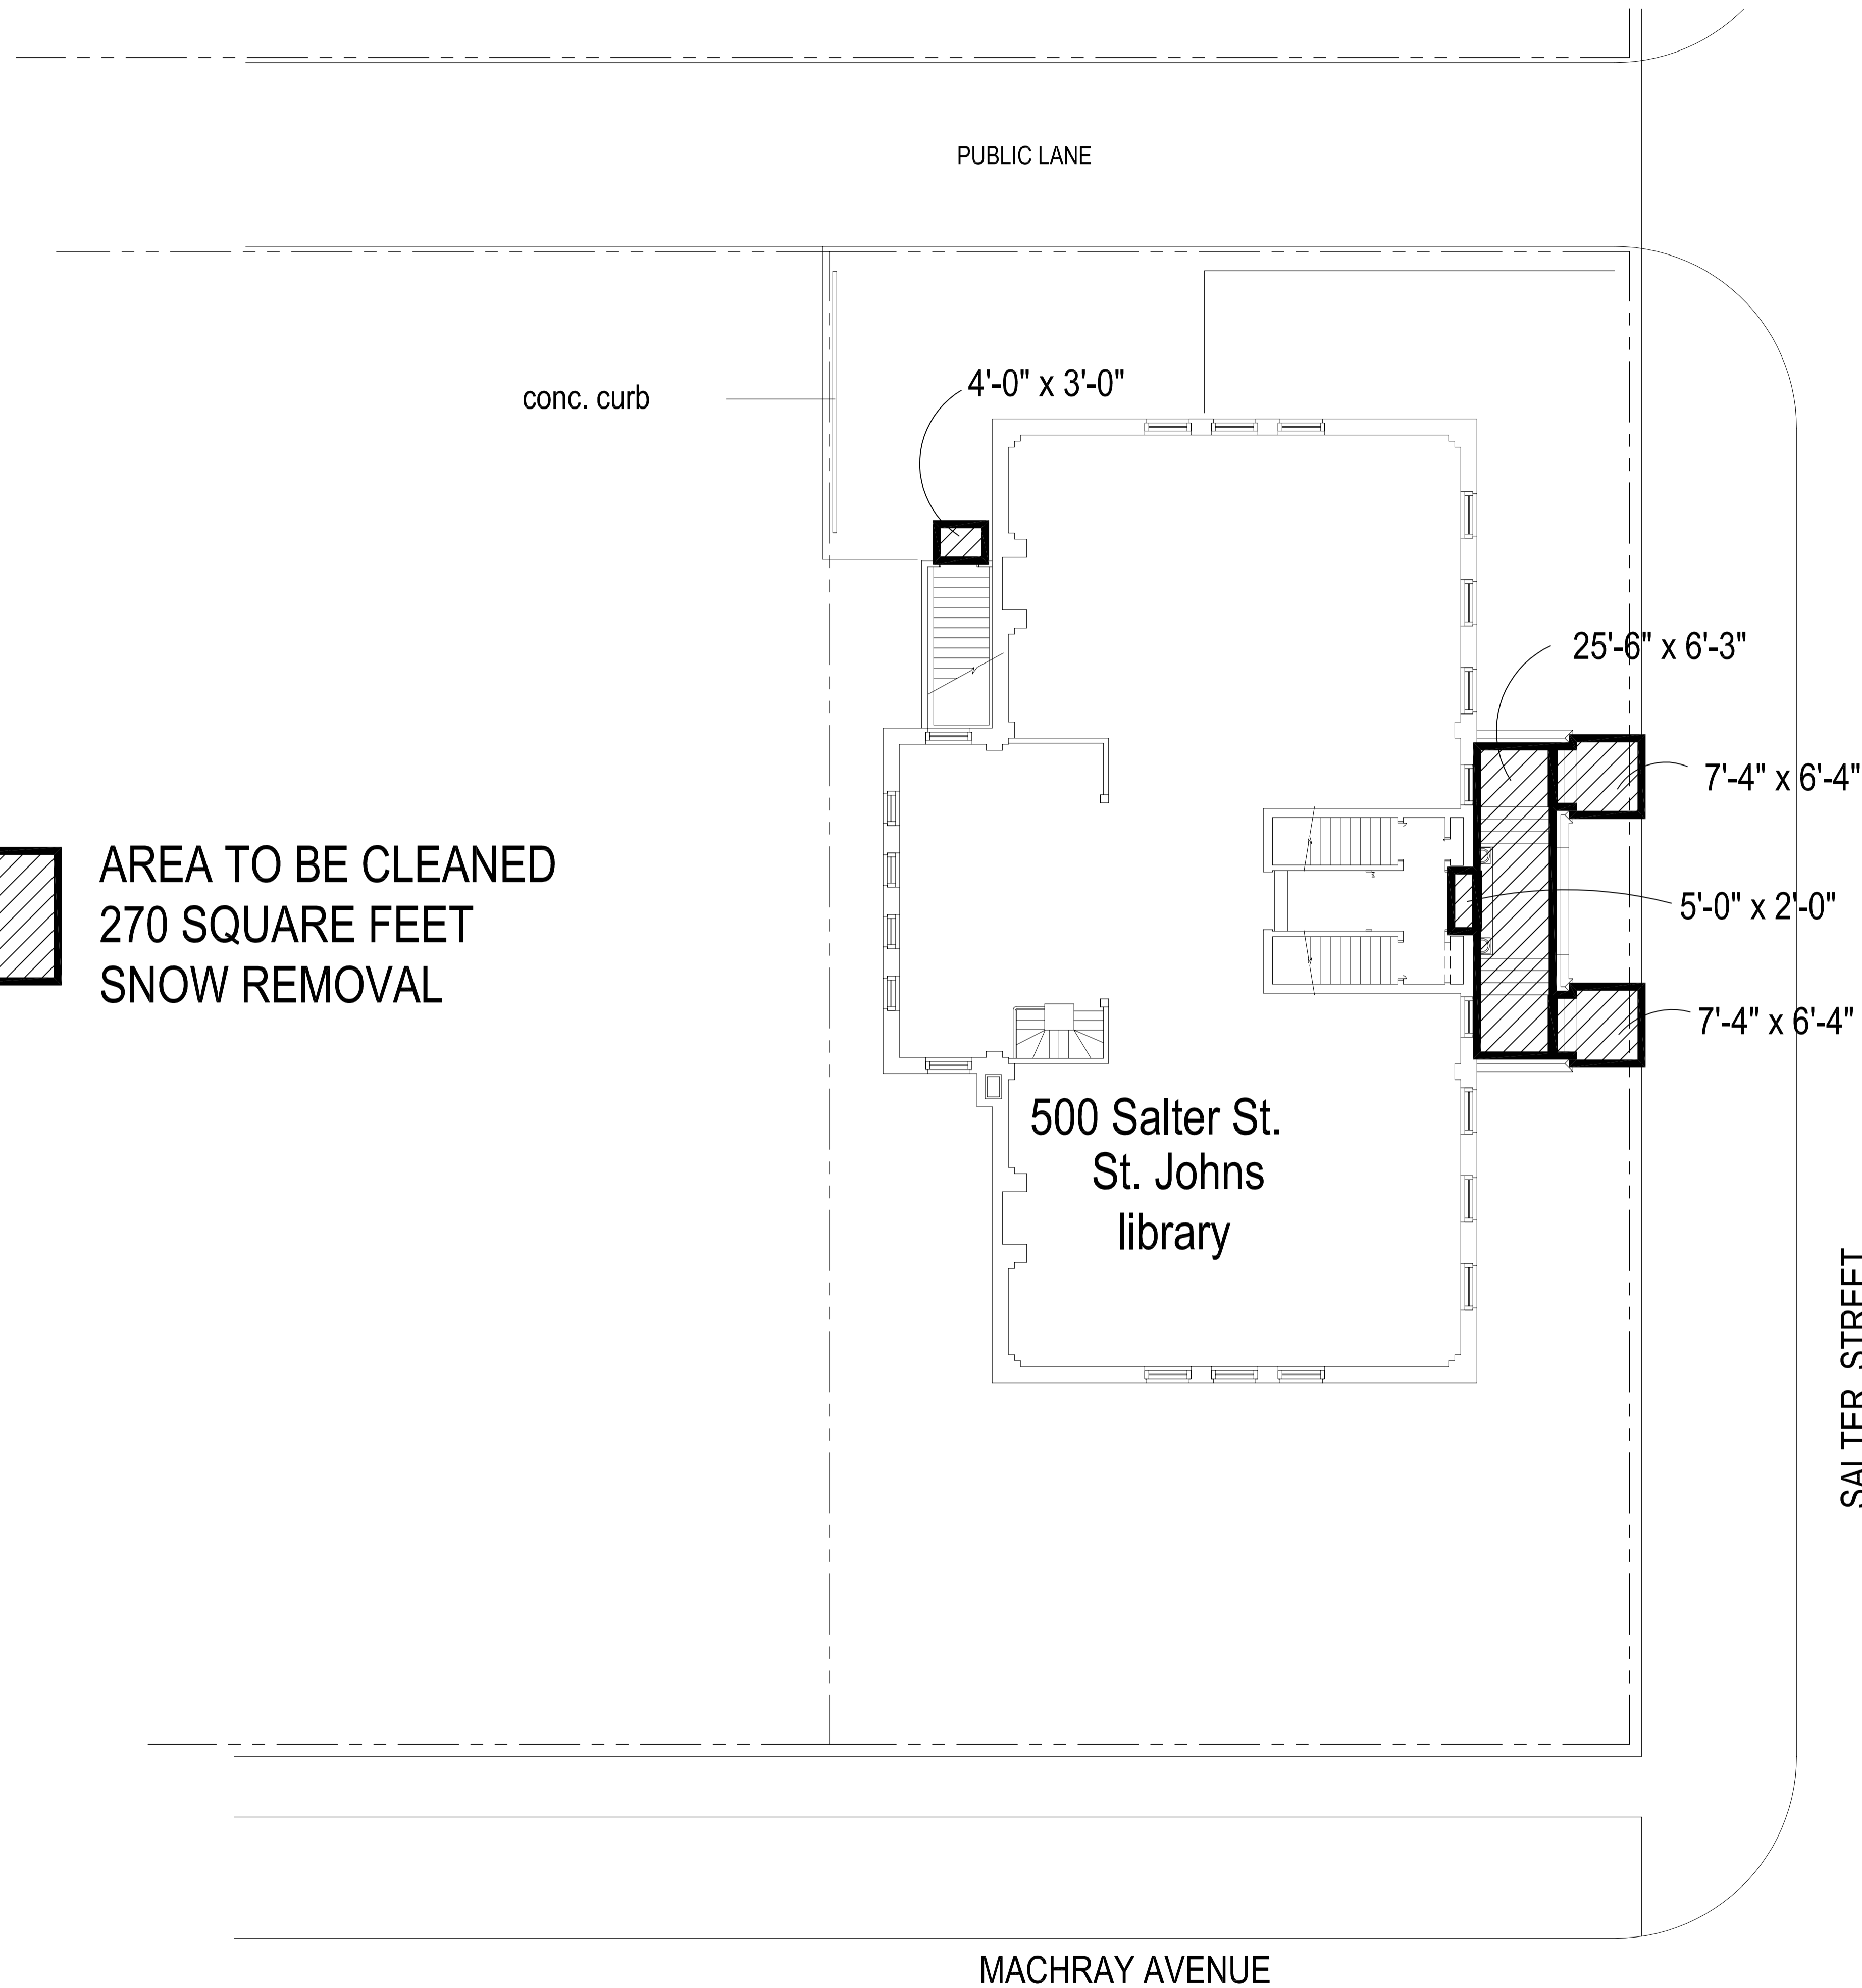 PUBLIC LANE
4'-0" x 3'-0"
conc. curb
25'-6" x 6'-3"
7'-4" x 6'-4"
AREA TO BE CLEANED
270 SQUARE FEET
SNOW REMOVAL
5'-0" x 2'-0"
7'-4" x 6'-4"
500 Salter St.
St. Johns
library
SALTER STREET
MACHRAY AVENUE